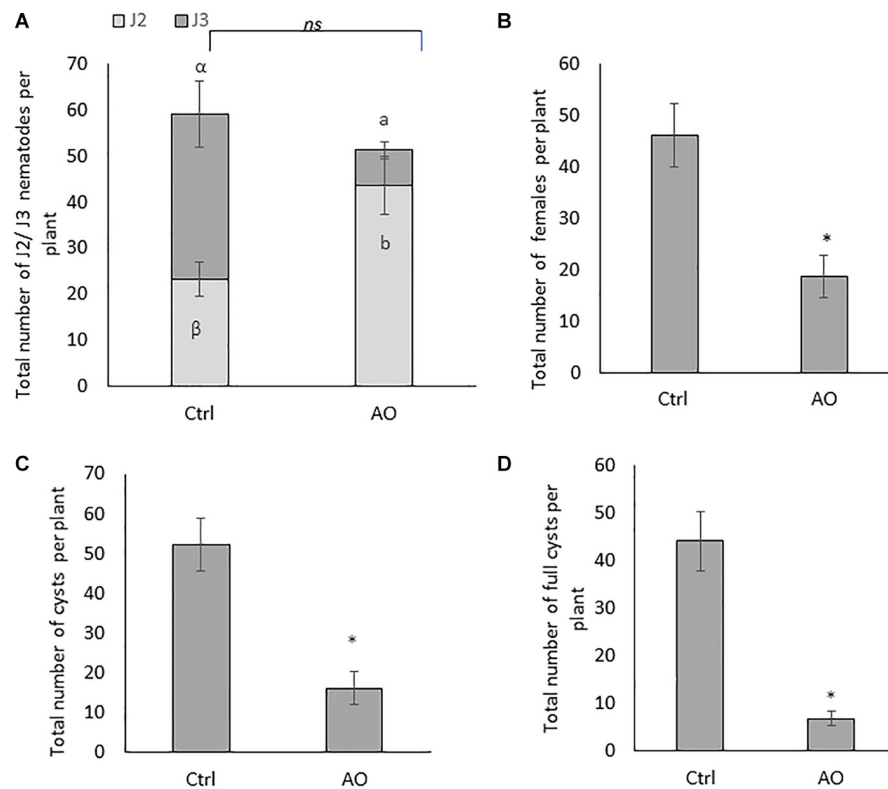 A
J2 J3
ns
Total number of J2/ J3 nematodes per
plant
70
60
50
40
30
20
10
0
α
β
a
b
Ctrl AO
B
Total number of females per plant
60
50
40
30
20
10
0
*
Ctrl AO
C
Total number of cysts per plant
70
60
50
40
30
20
10
0
*
Ctrl AO
D
Total number of full cysts per
plant
60
50
40
30
20
10
0
*
Ctrl AO